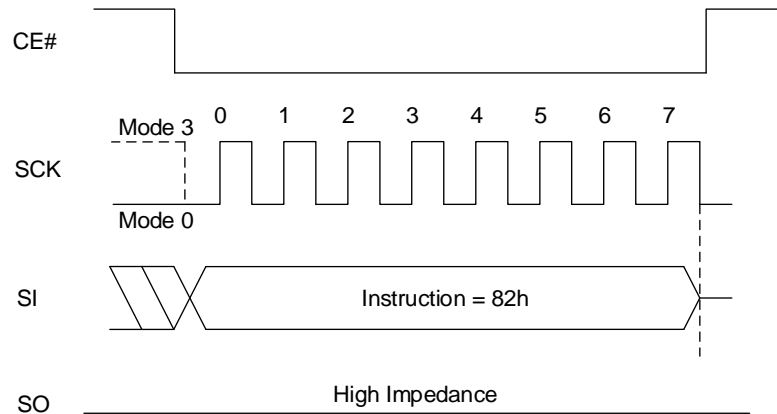 CE#
0 1 2 3 4 5 6 7
Mode 3
SCK
Mode 0
SI
Instruction = 82h
High Impedance
SO